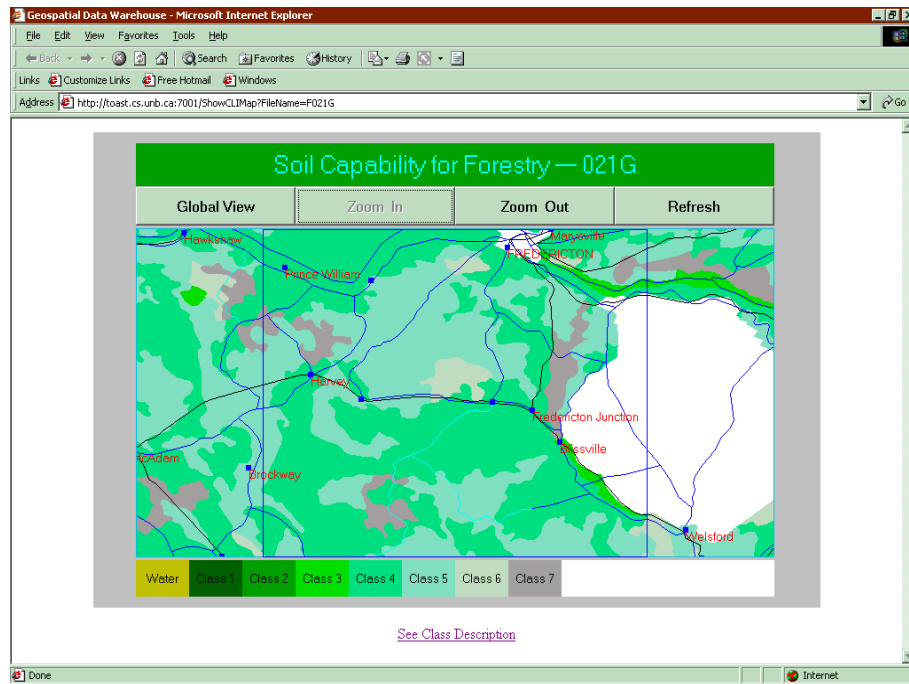 Geospatial Data Warehouse - Microsoft Internet Explorer
File Edit View Favorites Tools Help
Back Search Favorites History
Links Customize Links Free Hotmail Windows
Address http://toast.cs.unb.ca:7001/ShowCLIMap?FileName=F021G Go
Soil Capability for Forestry — 021G
Global View Zoom In Zoom Out Refresh
Hawkshaw
Marysville
FREDERICTON
Prince William
Harvey
Fredericton Junction
Blissville
McAdam
Brockway
Welsford
Water Class 1 Class 2 Class 3 Class 4 Class 5 Class 6 Class 7
See Class Description
Done Internet